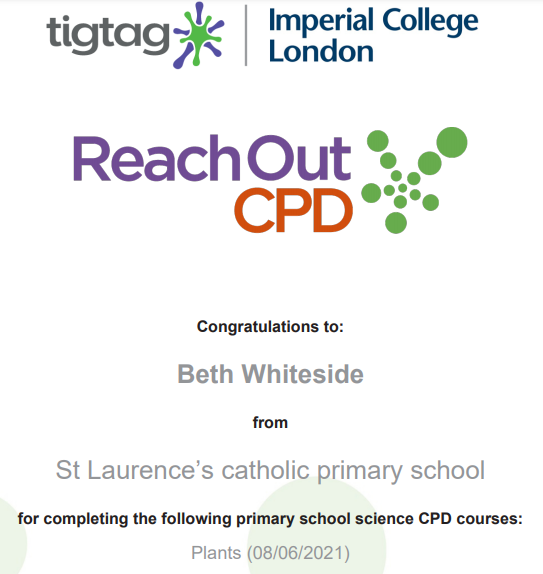 tigtag
Imperial College
London
ReachOut
CPD
Congratulations to:
Beth Whiteside
from
St Laurence’s catholic primary school
for completing the following primary school science CPD courses:
Plants (08/06/2021)